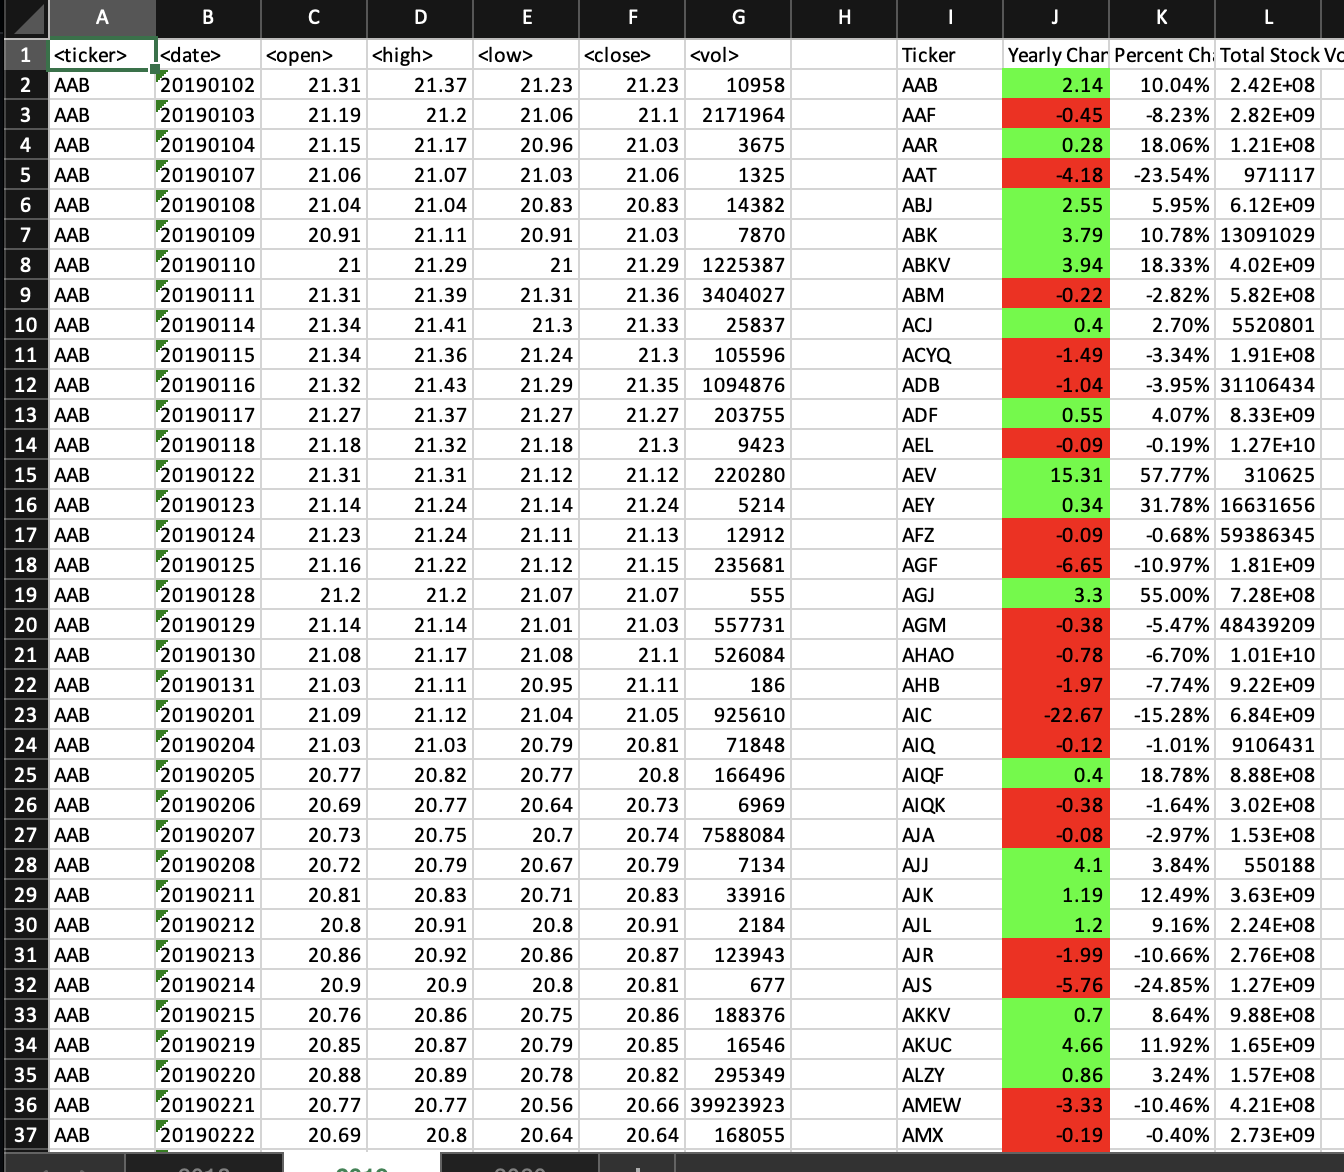 A B C D E F G H I J K L
1 <ticker> <date> <open> <high> <low> <close> <vol> Ticker Yearly Char Percent Ch Total Stock Vo
2 AAB 20190102 21.31 21.37 21.23 21.23 10958 AAB 2.14 10.04% 2.42E+08
3 AAB 20190103 21.19 21.2 21.06 21.1 2171964 AAF -0.45 -8.23% 2.82E+09
4 AAB 20190104 21.15 21.17 20.96 21.03 3675 AAR 0.28 18.06% 1.21E+08
5 AAB 20190107 21.06 21.07 21.03 21.06 1325 AAT -4.18 -23.54% 971117
6 AAB 20190108 21.04 21.04 20.83 20.83 14382 ABJ 2.55 5.95% 6.12E+09
7 AAB 20190109 20.91 21.11 20.91 21.03 7870 ABK 3.79 10.78% 13091029
8 AAB 20190110 21 21.29 21 21.29 1225387 ABKV 3.94 18.33% 4.02E+09
9 AAB 20190111 21.31 21.39 21.31 21.36 3404027 ABM -0.22 -2.82% 5.82E+08
10 AAB 20190114 21.34 21.41 21.3 21.33 25837 ACJ 0.4 2.70% 5520801
11 AAB 20190115 21.34 21.36 21.24 21.3 105596 ACYQ -1.49 -3.34% 1.91E+08
12 AAB 20190116 21.32 21.43 21.29 21.35 1094876 ADB -1.04 -3.95% 31106434
13 AAB 20190117 21.27 21.37 21.27 21.27 203755 ADF 0.55 4.07% 8.33E+09
14 AAB 20190118 21.18 21.32 21.18 21.3 9423 AEL -0.09 -0.19% 1.27E+10
15 AAB 20190122 21.31 21.31 21.12 21.12 220280 AEV 15.31 57.77% 310625
16 AAB 20190123 21.14 21.24 21.14 21.24 5214 AEY 0.34 31.78% 16631656
17 AAB 20190124 21.23 21.24 21.11 21.13 12912 AFZ -0.09 -0.68% 59386345
18 AAB 20190125 21.16 21.22 21.12 21.15 235681 AGF -6.65 -10.97% 1.81E+09
19 AAB 20190128 21.2 21.2 21.07 21.07 555 AGJ 3.3 55.00% 7.28E+08
20 AAB 20190129 21.14 21.14 21.01 21.03 557731 AGM -0.38 -5.47% 48439209
21 AAB 20190130 21.08 21.17 21.08 21.1 526084 AHAO -0.78 -6.70% 1.01E+10
22 AAB 20190131 21.03 21.11 20.95 21.11 186 AHB -1.97 -7.74% 9.22E+09
23 AAB 20190201 21.09 21.12 21.04 21.05 925610 AIC -22.67 -15.28% 6.84E+09
24 AAB 20190204 21.03 21.03 20.79 20.81 71848 AIQ -0.12 -1.01% 9106431
25 AAB 20190205 20.77 20.82 20.77 20.8 166496 AIQF 0.4 18.78% 8.88E+08
26 AAB 20190206 20.69 20.77 20.64 20.73 6969 AIQK -0.38 -1.64% 3.02E+08
27 AAB 20190207 20.73 20.75 20.7 20.74 7588084 AJA -0.08 -2.97% 1.53E+08
28 AAB 20190208 20.72 20.79 20.67 20.79 7134 AJJ 4.1 3.84% 550188
29 AAB 20190211 20.81 20.83 20.71 20.83 33916 AJK 1.19 12.49% 3.63E+09
30 AAB 20190212 20.8 20.91 20.8 20.91 2184 AJL 1.2 9.16% 2.24E+08
31 AAB 20190213 20.86 20.92 20.86 20.87 123943 AJR -1.99 -10.66% 2.76E+08
32 AAB 20190214 20.9 20.9 20.8 20.81 677 AJS -5.76 -24.85% 1.27E+09
33 AAB 20190215 20.76 20.86 20.75 20.86 188376 AKKV 0.7 8.64% 9.88E+08
34 AAB 20190219 20.85 20.87 20.79 20.85 16546 AKUC 4.66 11.92% 1.65E+09
35 AAB 20190220 20.88 20.89 20.78 20.82 295349 ALZY 0.86 3.24% 1.57E+08
36 AAB 20190221 20.77 20.77 20.56 20.66 39923923 AMEW -3.33 -10.46% 4.21E+08
37 AAB 20190222 20.69 20.8 20.64 20.64 168055 AMX -0.19 -0.40% 2.73E+09